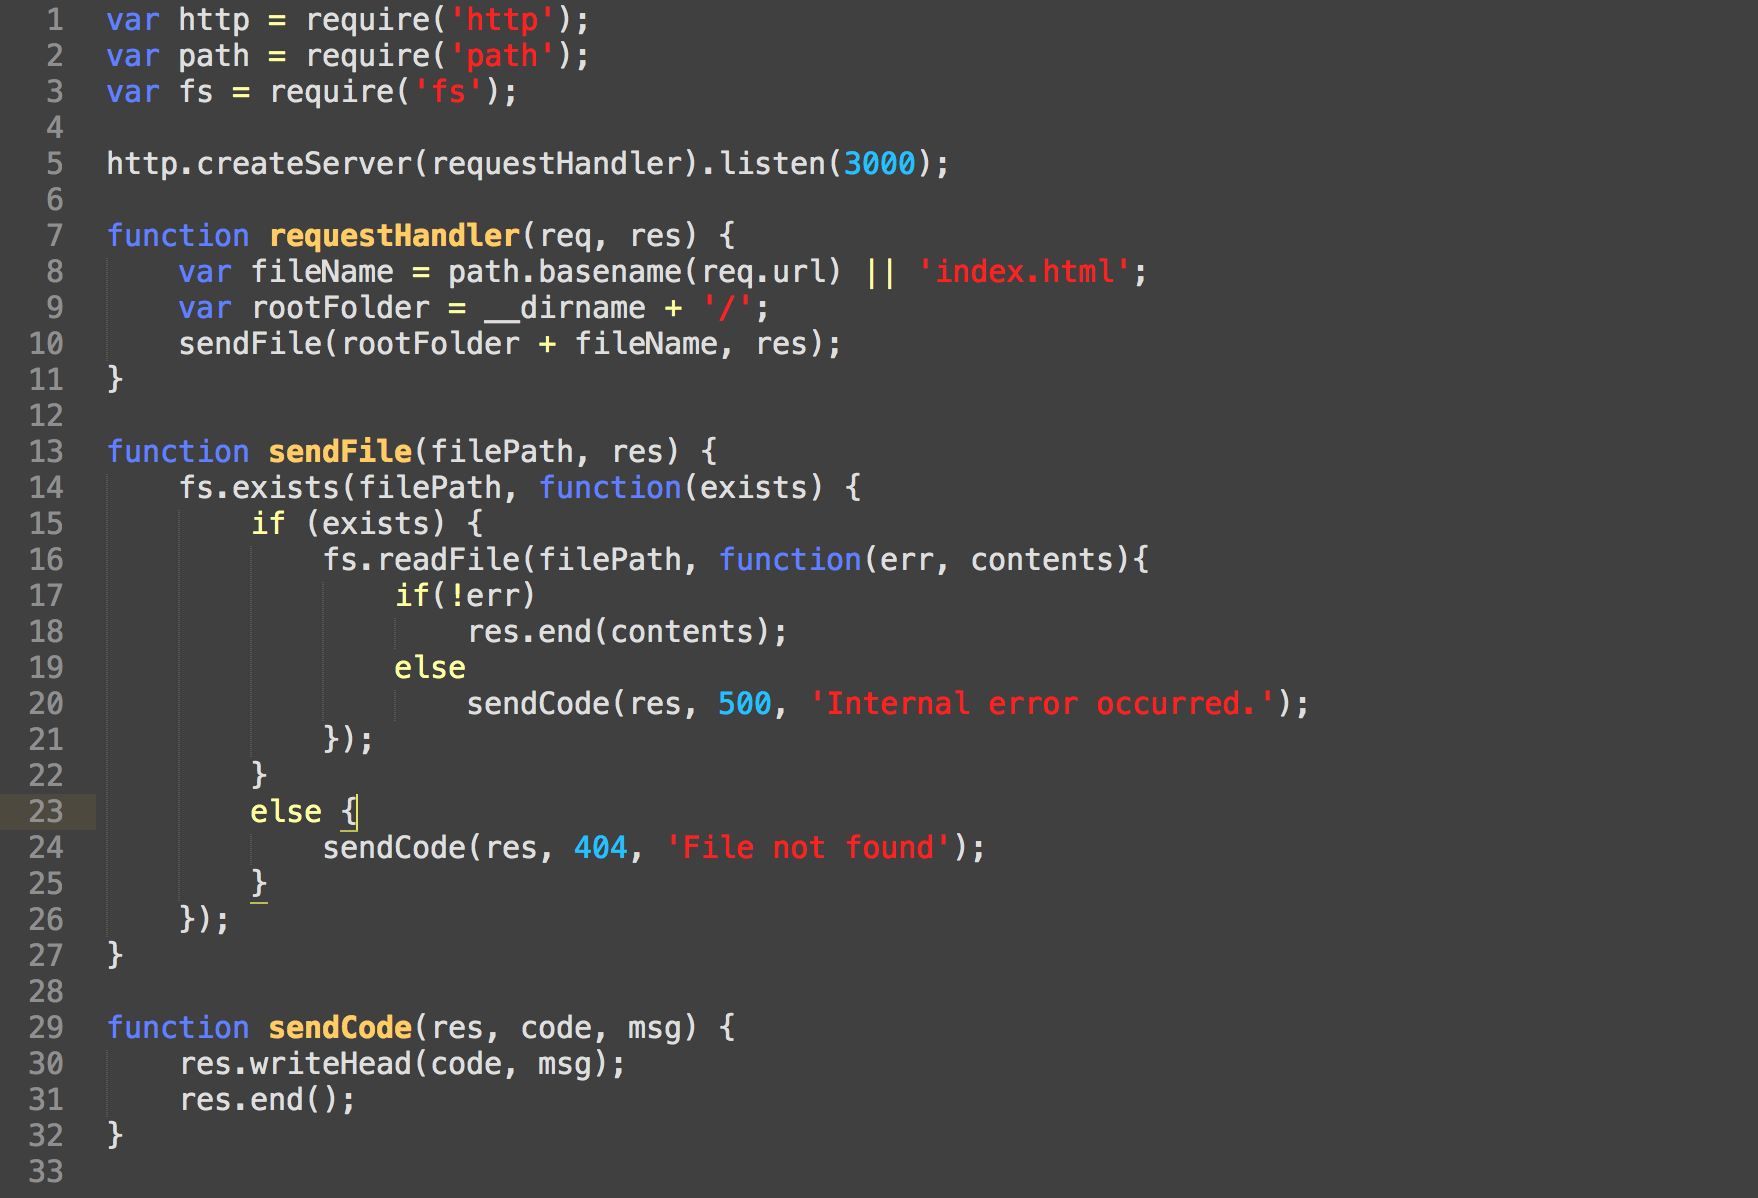 1 var http = require('http');
2 var path = require('path');
3 var fs = require('fs');
4
5 http.createServer(requestHandler).listen(3000);
6
7 function requestHandler(req, res) {
8     var fileName = path.basename(req.url) || 'index.html';
9     var rootFolder = __dirname + '/';
10     sendFile(rootFolder + fileName, res);
11 }
12
13 function sendFile(filePath, res) {
14     fs.exists(filePath, function(exists) {
15         if (exists) {
16             fs.readFile(filePath, function(err, contents){
17                 if(!err)
18                     res.end(contents);
19                 else
20                     sendCode(res, 500, 'Internal error occurred.');
21             });
22         }
23         else {
24             sendCode(res, 404, 'File not found');
25         }
26     });
27 }
28
29 function sendCode(res, code, msg) {
30     res.writeHead(code, msg);
31     res.end();
32 }
33